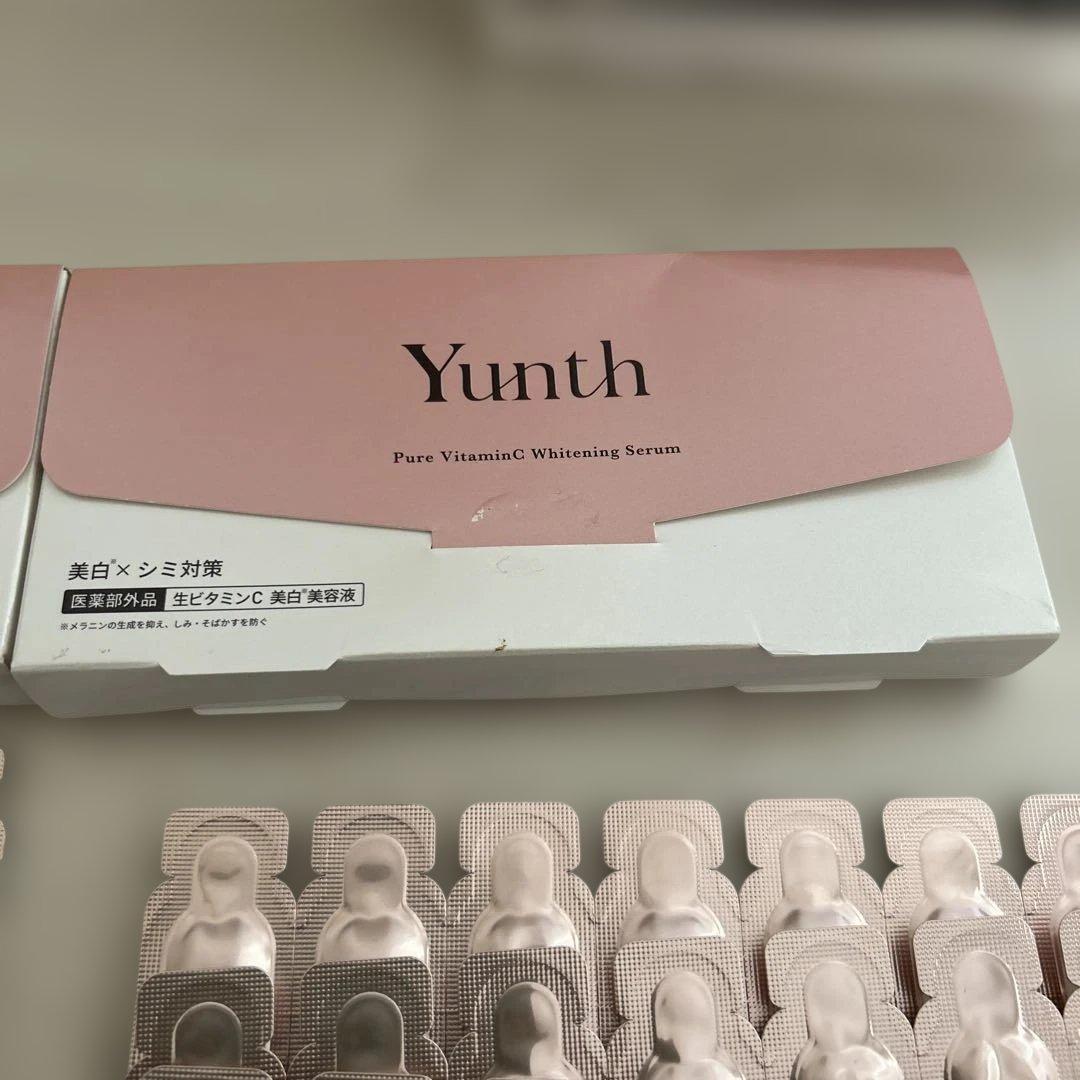 Yunth
Pure VitaminC Whitening Serum
美白※×シミ対策
医薬部外品 生ビタミンC 美白※美容液
※メラニンの生成を抑え、しみ・そばかすを防ぐ